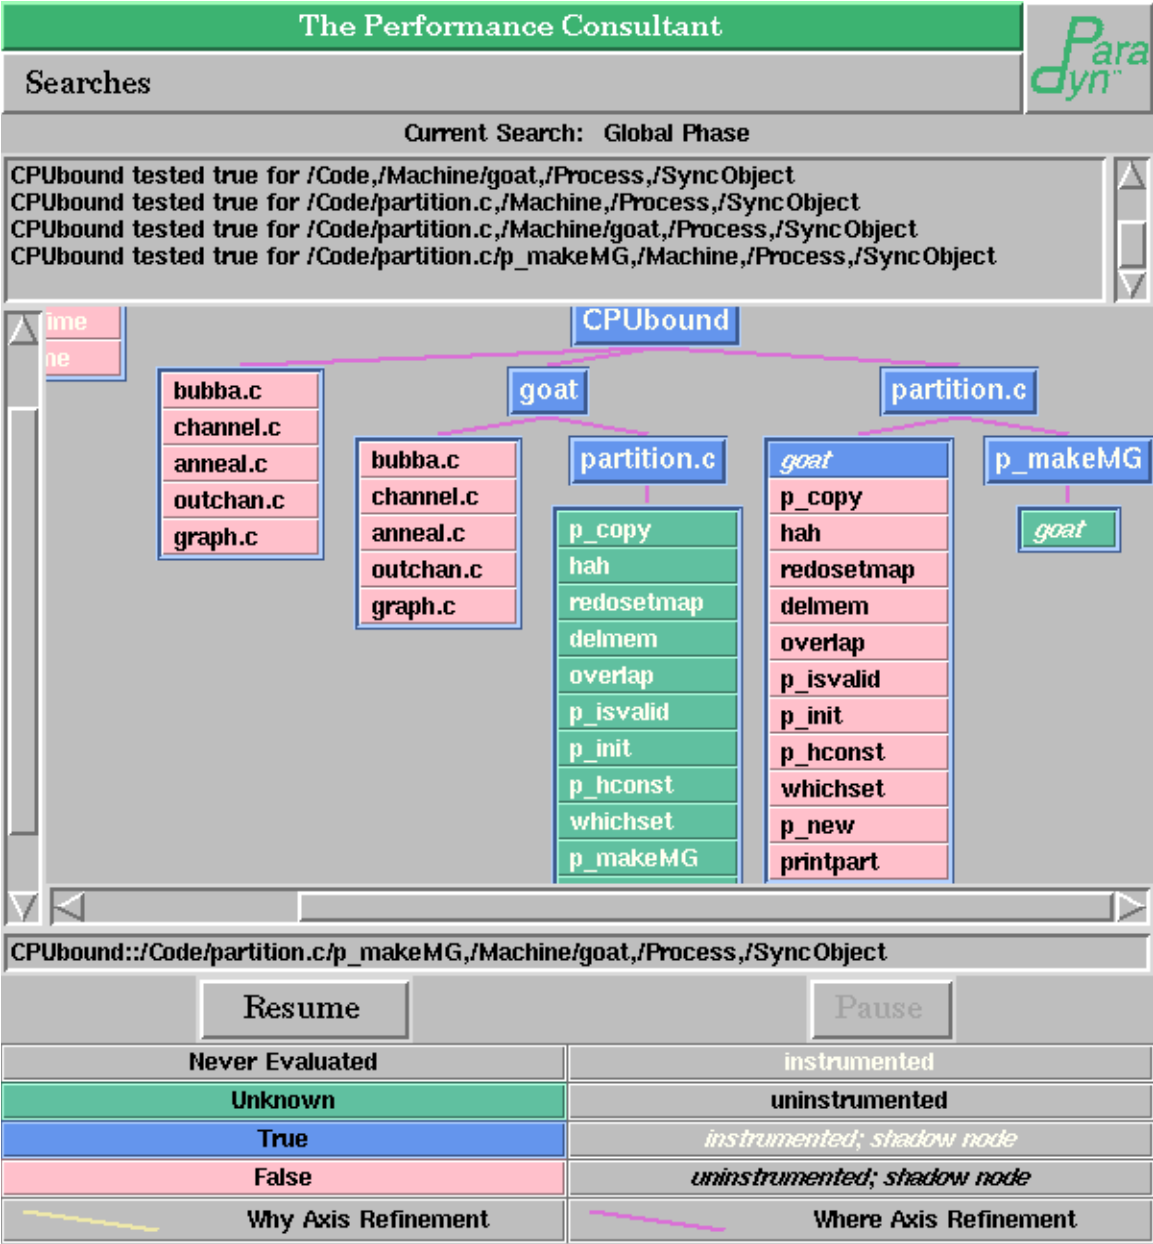 The Performance Consultant
Paradyn™
Searches
Current Search: Global Phase
CPUbound tested true for /Code,/Machine/goat,/Process,/SyncObject
CPUbound tested true for /Code/partition.c,/Machine,/Process,/SyncObject
CPUbound tested true for /Code/partition.c,/Machine/goat,/Process,/SyncObject
CPUbound tested true for /Code/partition.c/p_makeMG,/Machine,/Process,/SyncObject
ime
ne
CPUbound
bubba.c
channel.c
anneal.c
outchan.c
graph.c
goat
bubba.c
channel.c
anneal.c
outchan.c
graph.c
partition.c
p_copy
hah
redosetmap
delmem
overlap
p_isvalid
p_init
p_hconst
whichset
p_makeMG
partition.c
goat
p_copy
hah
redosetmap
delmem
overlap
p_isvalid
p_init
p_hconst
whichset
p_new
printpart
p_makeMG
goat
CPUbound::/Code/partition.c/p_makeMG,/Machine/goat,/Process,/SyncObject
Resume
Pause
Never Evaluated
instrumented
Unknown
uninstrumented
True
instrumented; shadow node
False
uninstrumented; shadow node
Why Axis Refinement
Where Axis Refinement